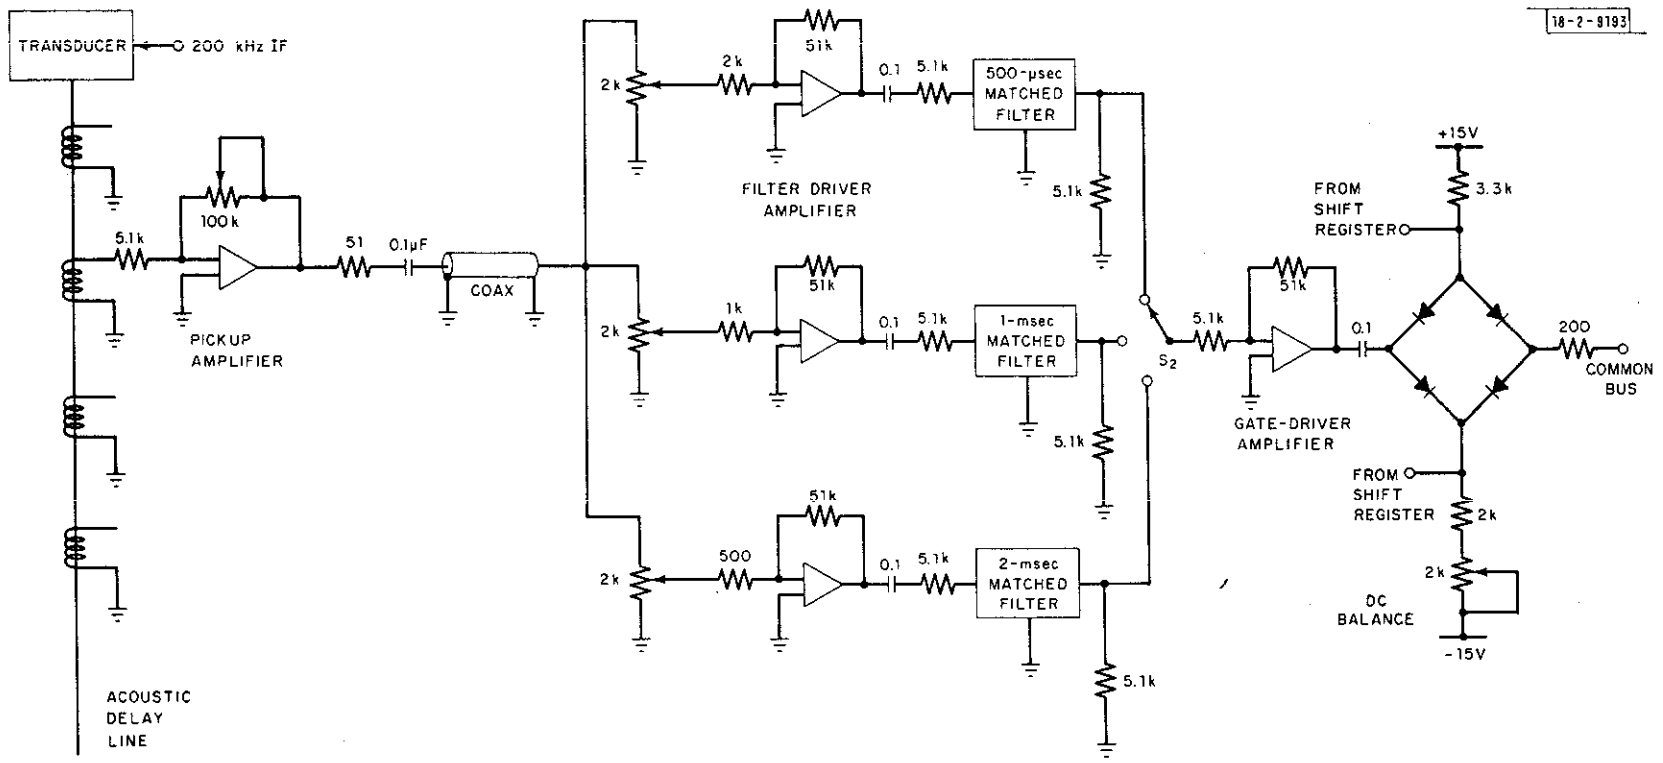 18-2-9193
TRANSDUCER
200 kHz IF
51k
2k
2k
0.1
5.1k
500-μsec
MATCHED
FILTER
+15V
3.3k
FILTER DRIVER
AMPLIFIER
5.1k
FROM
SHIFT
REGISTER
100k
5.1k
51
0.1μF
COAX
PICKUP
AMPLIFIER
51k
2k
1k
0.1
5.1k
1-msec
MATCHED
FILTER
5.1k
S2
5.1k
51k
0.1
200
COMMON
BUS
GATE-DRIVER
AMPLIFIER
FROM
SHIFT
REGISTER
2k
51k
2k
500
0.1
5.1k
2-msec
MATCHED
FILTER
5.1k
2k
DC
BALANCE
-15V
ACOUSTIC
DELAY
LINE